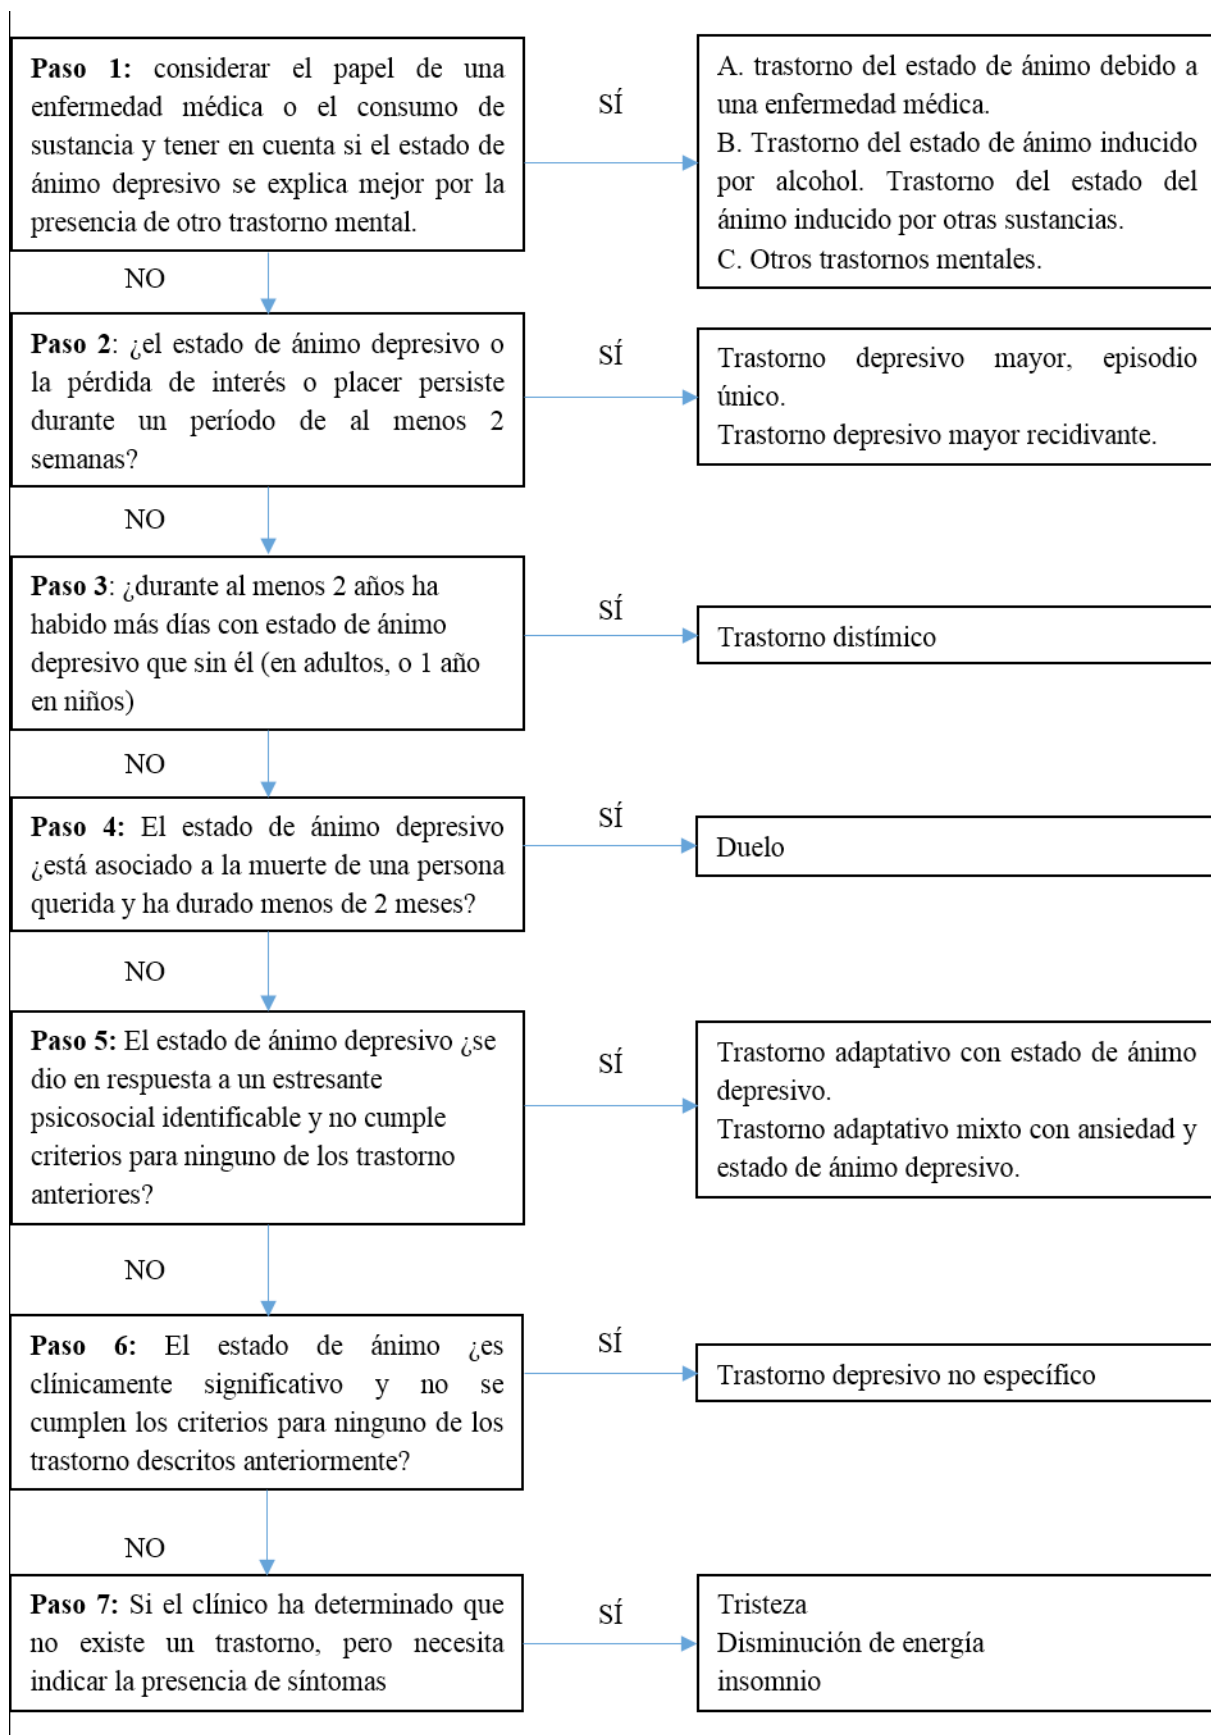 Paso 1: considerar el papel de una
enfermedad médica o el consumo de
sustancia y tener en cuenta si el estado de
ánimo depresivo se explica mejor por la
presencia de otro trastorno mental.
SÍ
A. trastorno del estado de ánimo debido a
una enfermedad médica.
B. Trastorno del estado de ánimo inducido
por alcohol. Trastorno del estado del
ánimo inducido por otras sustancias.
C. Otros trastornos mentales.
NO
Paso 2: ¿el estado de ánimo depresivo o
la pérdida de interés o placer persiste
durante un período de al menos 2
semanas?
SÍ
Trastorno depresivo mayor, episodio
único.
Trastorno depresivo mayor recidivante.
NO
Paso 3: ¿durante al menos 2 años ha
habido más días con estado de ánimo
depresivo que sin él (en adultos, o 1 año
en niños)
SÍ
Trastorno distímico
NO
Paso 4: El estado de ánimo depresivo
¿está asociado a la muerte de una persona
querida y ha durado menos de 2 meses?
SÍ
Duelo
NO
Paso 5: El estado de ánimo depresivo ¿se
dio en respuesta a un estresante
psicosocial identificable y no cumple
criterios para ninguno de los trastorno
anteriores?
SÍ
Trastorno adaptativo con estado de ánimo
depresivo.
Trastorno adaptativo mixto con ansiedad y
estado de ánimo depresivo.
NO
Paso 6: El estado de ánimo ¿es
clínicamente significativo y no se
cumplen los criterios para ninguno de los
trastorno descritos anteriormente?
SÍ
Trastorno depresivo no específico
NO
Paso 7: Si el clínico ha determinado que
no existe un trastorno, pero necesita
indicar la presencia de síntomas
SÍ
Tristeza
Disminución de energía
insomnio